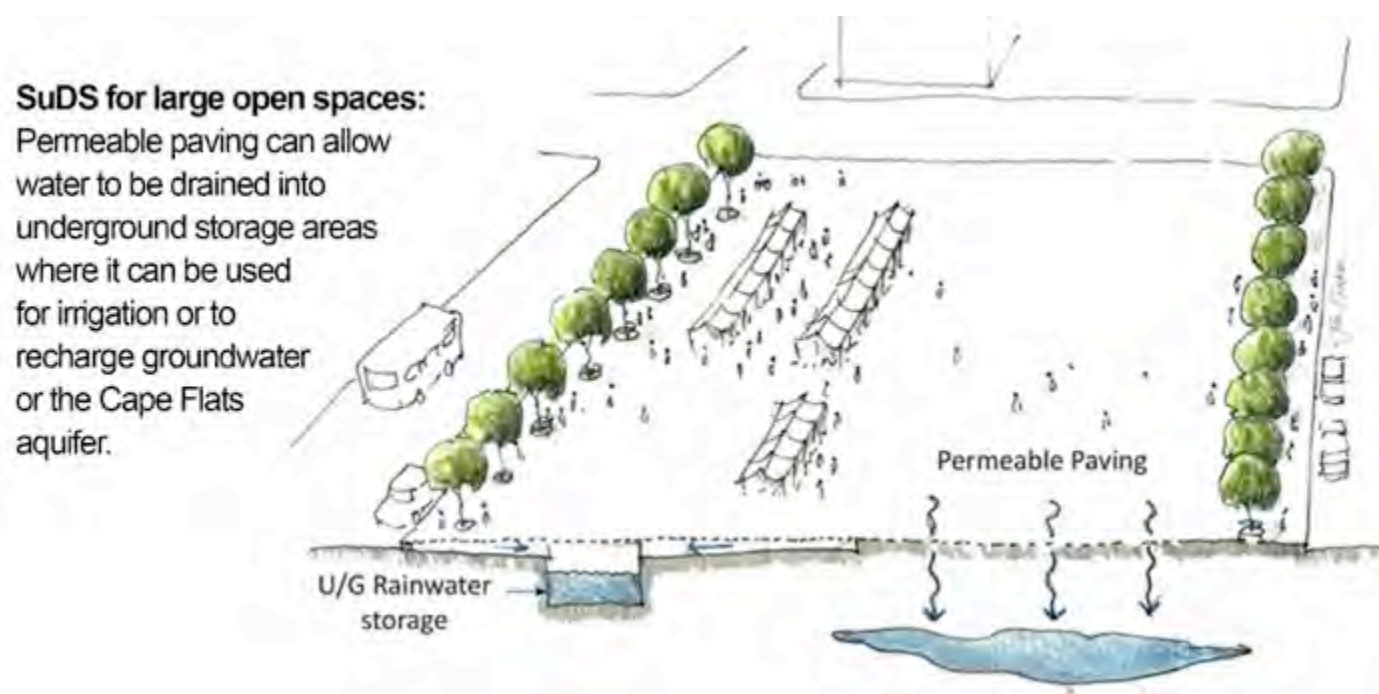 SuDS for large open spaces:
Permeable paving can allow
water to be drained into
underground storage areas
where it can be used
for irrigation or to
recharge groundwater
or the Cape Flats
aquifer.
Permeable Paving
U/G Rainwater
storage